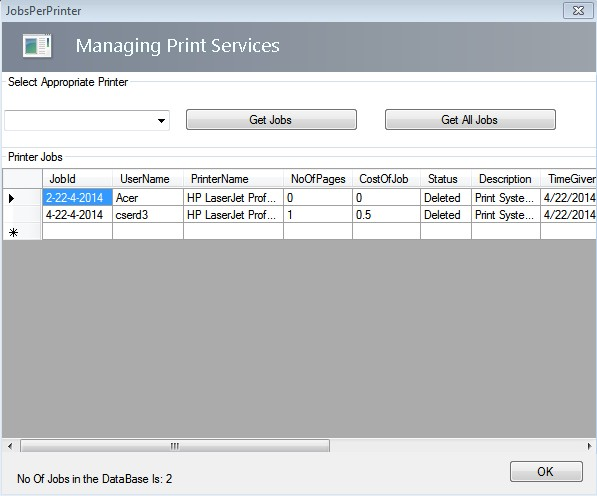 JobsPerPrinter
Managing Print Services
Select Appropriate Printer
Get Jobs Get All Jobs
Printer Jobs
JobId UserName PrinterName NoOfPages CostOfJob Status Description TimeGiver
2-22-4-2014 Acer HP LaserJet Prof... 0 0 Deleted Print Syste... 4/22/2014
4-22-4-2014 cserd3 HP LaserJet Prof... 1 0.5 Deleted Print Syste... 4/22/2014
No Of Jobs in the DataBase Is: 2
OK